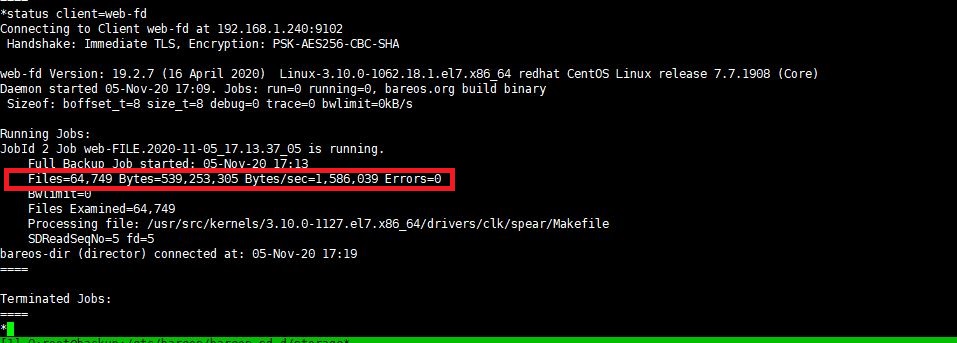 ====
*status client=web-fd
Connecting to Client web-fd at 192.168.1.240:9102
 Handshake: Immediate TLS, Encryption: PSK-AES256-CBC-SHA

web-fd Version: 19.2.7 (16 April 2020)  Linux-3.10.0-1062.18.1.el7.x86_64 redhat CentOS Linux release 7.7.1908 (Core)
Daemon started 05-Nov-20 17:09. Jobs: run=0 running=0, bareos.org build binary
 Sizeof: boffset_t=8 size_t=8 debug=0 trace=0 bwlimit=0kB/s

Running Jobs:
JobId 2 Job web-FILE.2020-11-05_17.13.37_05 is running.
    Full Backup Job started: 05-Nov-20 17:13
    Files=64,749 Bytes=539,253,305 Bytes/sec=1,586,039 Errors=0
    Bwlimit=0
    Files Examined=64,749
    Processing file: /usr/src/kernels/3.10.0-1127.el7.x86_64/drivers/clk/spear/Makefile
    SDReadSeqNo=5 fd=5
bareos-dir (director) connected at: 05-Nov-20 17:19
====

Terminated Jobs:
====
*